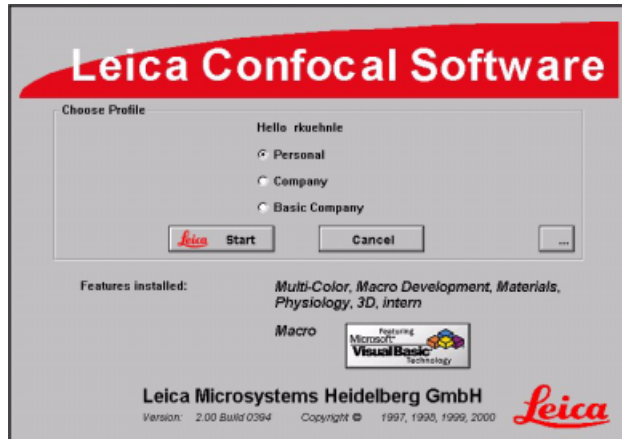 Leica Confocal Software
Choose Profile
Hello rkuehnle
Personal
Company
Basic Company
Leica Start
Cancel
...
Features installed:
Multi-Color, Macro Development, Materials,
Physiology, 3D, intern
Macro
Featuring
Microsoft®
Visual Basic®
Technology
Leica Microsystems Heidelberg GmbH
Version: 2.00 Build 0394 Copyright © 1997, 1998, 1999, 2000
Leica